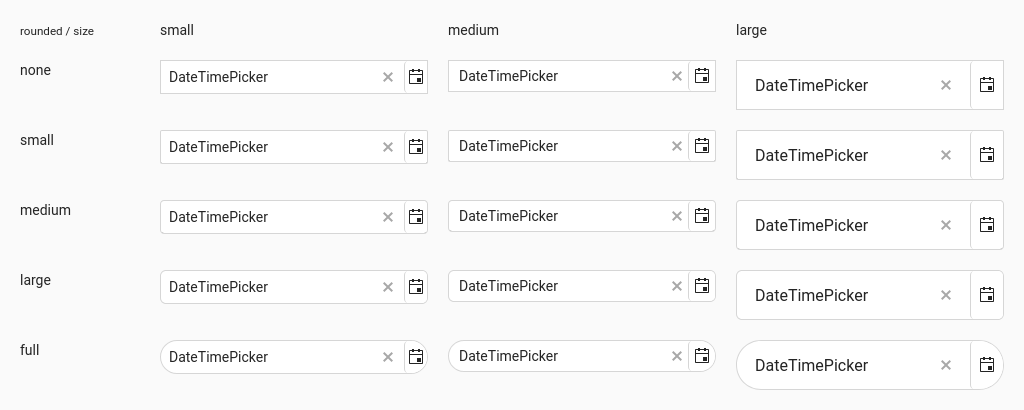 rounded / size small medium large
none DateTimePicker DateTimePicker DateTimePicker
small DateTimePicker DateTimePicker DateTimePicker
medium DateTimePicker DateTimePicker DateTimePicker
large DateTimePicker DateTimePicker DateTimePicker
full DateTimePicker DateTimePicker DateTimePicker